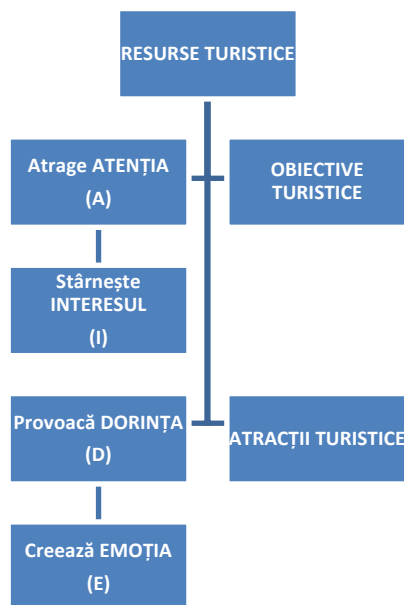 RESURSE TURISTICE
Atrage ATENȚIA
(A)
OBIECTIVE
TURISTICE
Stârnește
INTERESUL
(I)
Provoacă DORINȚA
(D)
ATRACȚII TURISTICE
Creează EMOȚIA
(E)